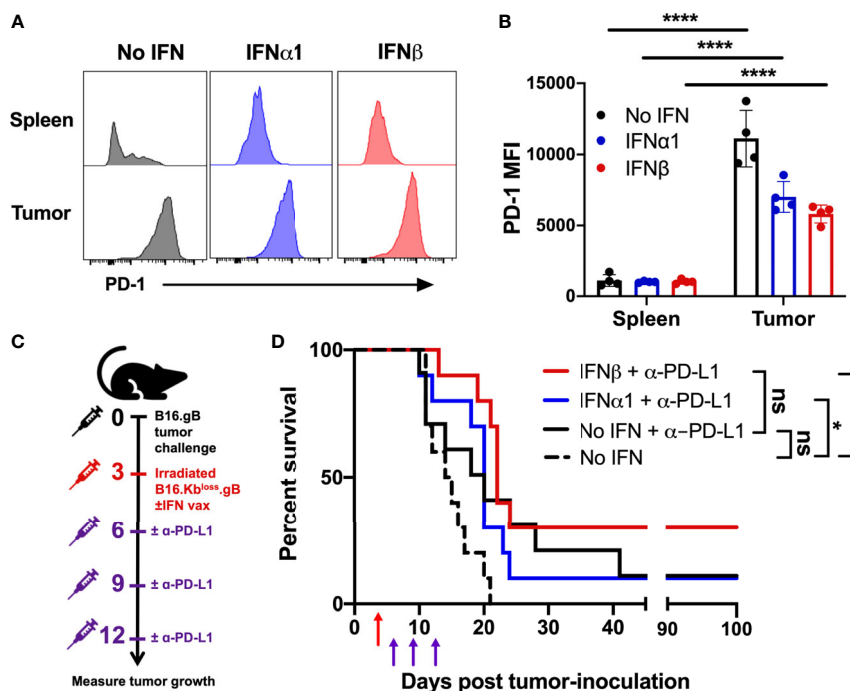 A
No IFN
IFNα1
IFNβ
Spleen
Tumor
PD-1
B
****
****
****
15000
10000
5000
0
PD-1 MFI
No IFN
IFNα1
IFNβ
Spleen
Tumor
C
0
B16.gB
tumor
challenge
3
Irradiated
B16.Kbˡᵒˢˢ.gB
±IFN vax
6
± α-PD-L1
9
± α-PD-L1
12
± α-PD-L1
Measure tumor growth
D
100
50
0
Percent survival
IFNβ + α-PD-L1
IFNα1 + α-PD-L1
No IFN + α-PD-L1
No IFN
ns
ns
*
0
10
20
30
40
90
100
Days post tumor-inoculation